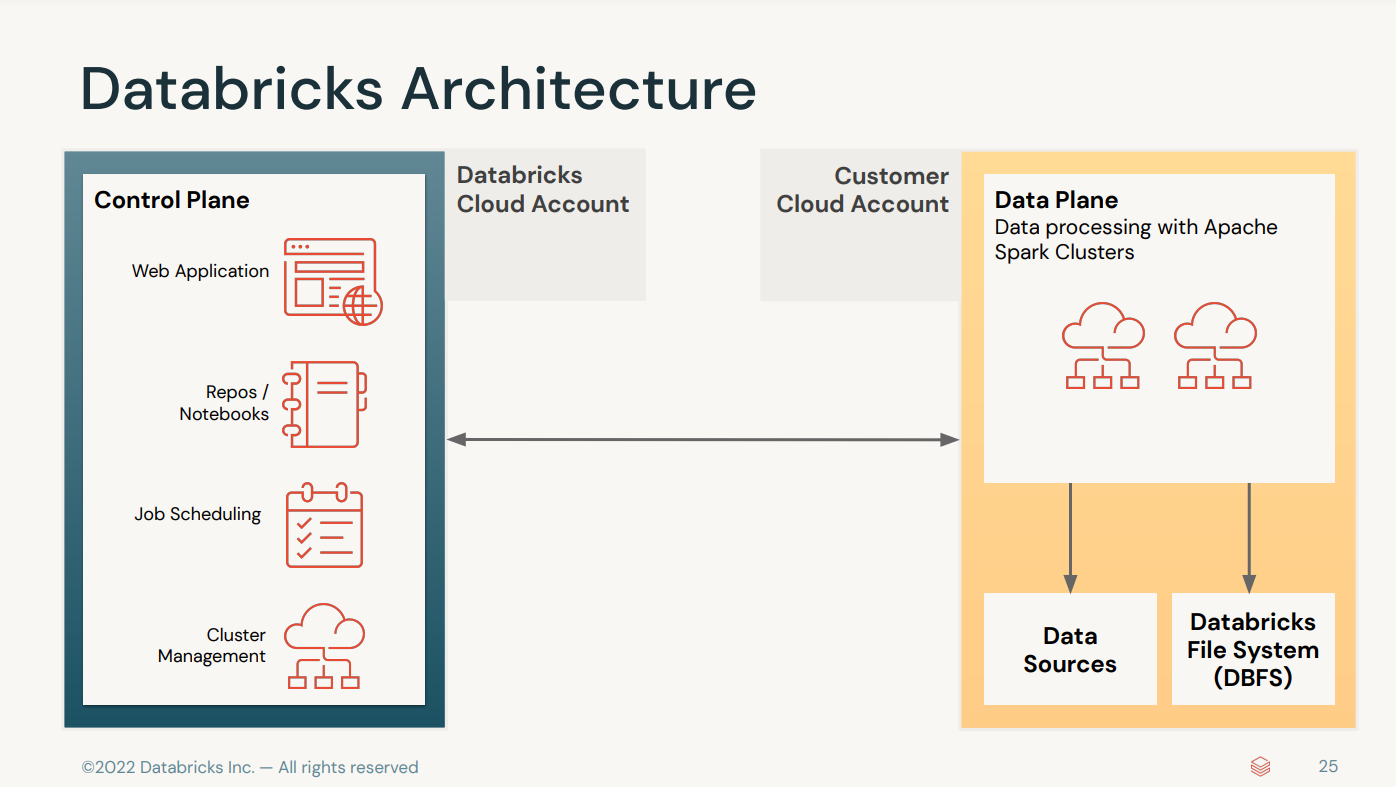 Databricks Architecture
Control Plane
Web Application
Repos /
Notebooks
Job Scheduling
Cluster
Management
Databricks
Cloud Account
Customer
Cloud Account
Data Plane
Data processing with Apache
Spark Clusters
Data
Sources
Databricks
File System
(DBFS)
©2022 Databricks Inc. — All rights reserved
25